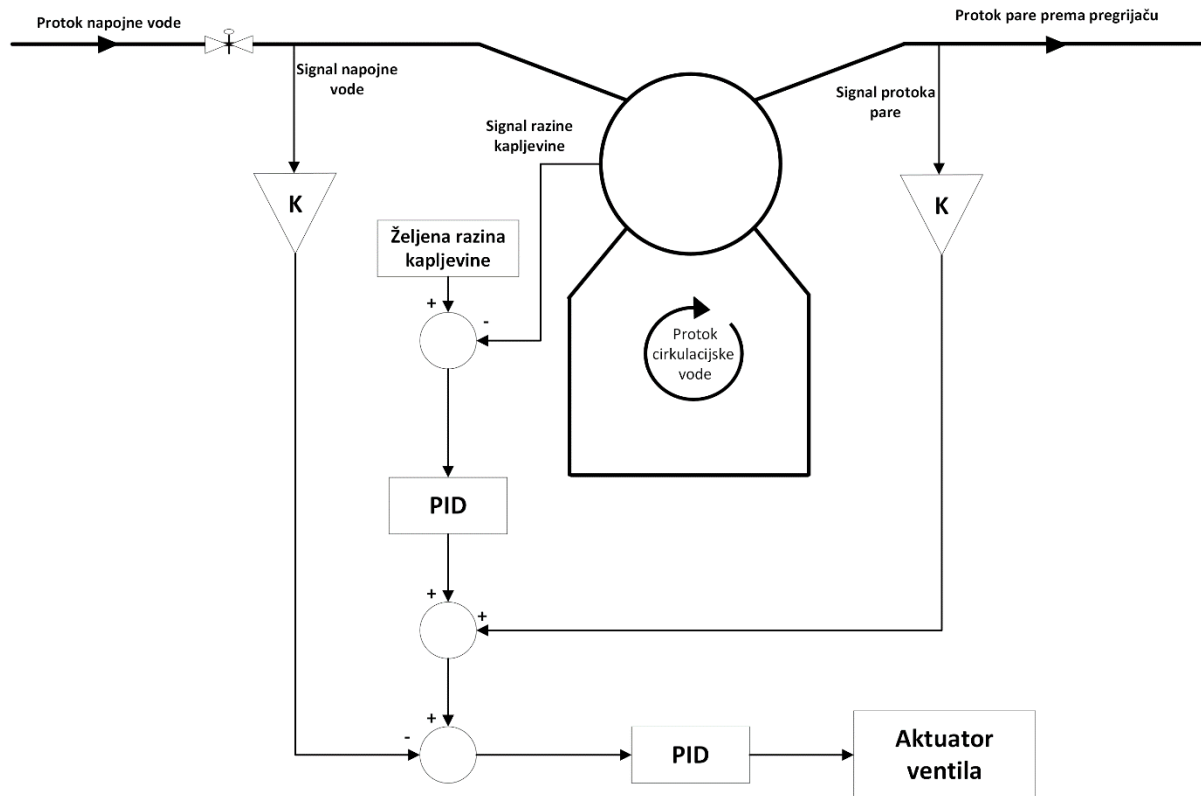 Protok napojne vode
Protok pare prema pregrijaču
Signal napojne
vode
Signal protoka
pare
Signal razine
kapljevine
K
K
Željena razina
kapljevine
+
-
Protok
cirkulacijske
vode
PID
+
+
+
-
PID
Aktuator
ventila